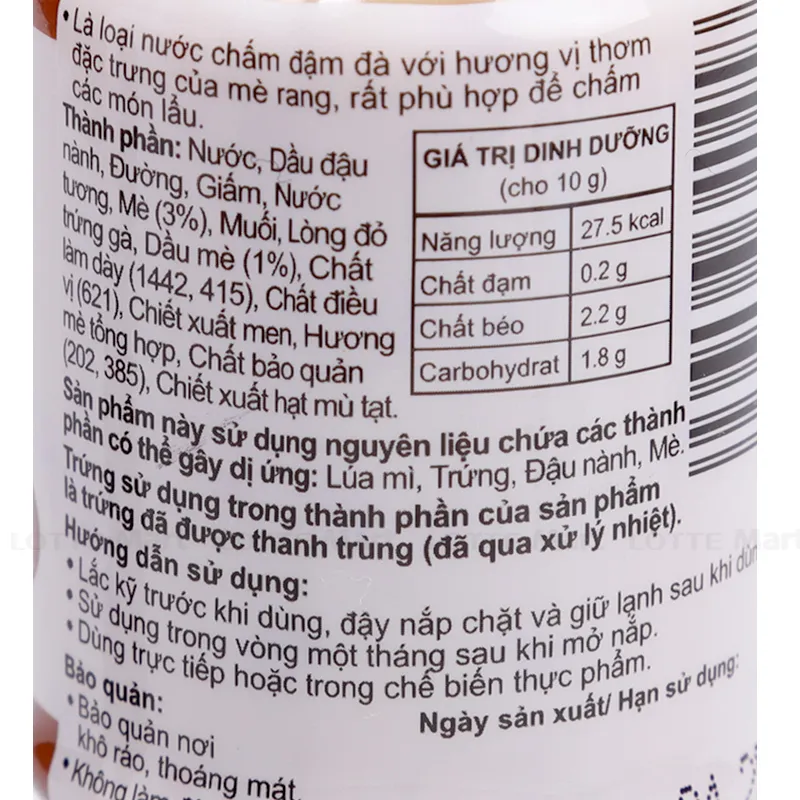 • Là loại nước chấm đậm đà với hương vị thơm
đặc trưng của mè rang, rất phù hợp để chấm
các món lẩu.
Thành phần: Nước, Dầu đậu
nành, Đường, Giấm, Nước
tương, Mè (3%), Muối, Lòng đỏ
trứng gà, Dầu mè (1%), Chất
làm dày (1442, 415), Chất điều
vị (621), Chiết xuất men, Hương
mè tổng hợp, Chất bảo quản
(202, 385), Chiết xuất hạt mù tạt.
GIÁ TRỊ DINH DƯỠNG
(cho 10 g)
Năng lượng 27.5 kcal
Chất đạm 0.2 g
Chất béo 2.2 g
Carbohydrat 1.8 g
Sản phẩm này sử dụng nguyên liệu chứa các thành
phần có thể gây dị ứng: Lúa mì, Trứng, Đậu nành, Mè.
Trứng sử dụng trong thành phần của sản phẩm
là trứng đã được thanh trùng (đã qua xử lý nhiệt).
Hướng dẫn sử dụng:
• Lắc kỹ trước khi dùng, đậy nắp chặt và giữ lạnh sau khi
• Sử dụng trong vòng một tháng sau khi mở nắp.
• Dùng trực tiếp hoặc trong chế biến thực phẩm.
Bảo quản:
• Bảo quản nơi
khô ráo, thoáng mát.
• Không làm
Ngày sản xuất/ Hạn sử dụng:
LOTTE Mart
LOTTE Mart